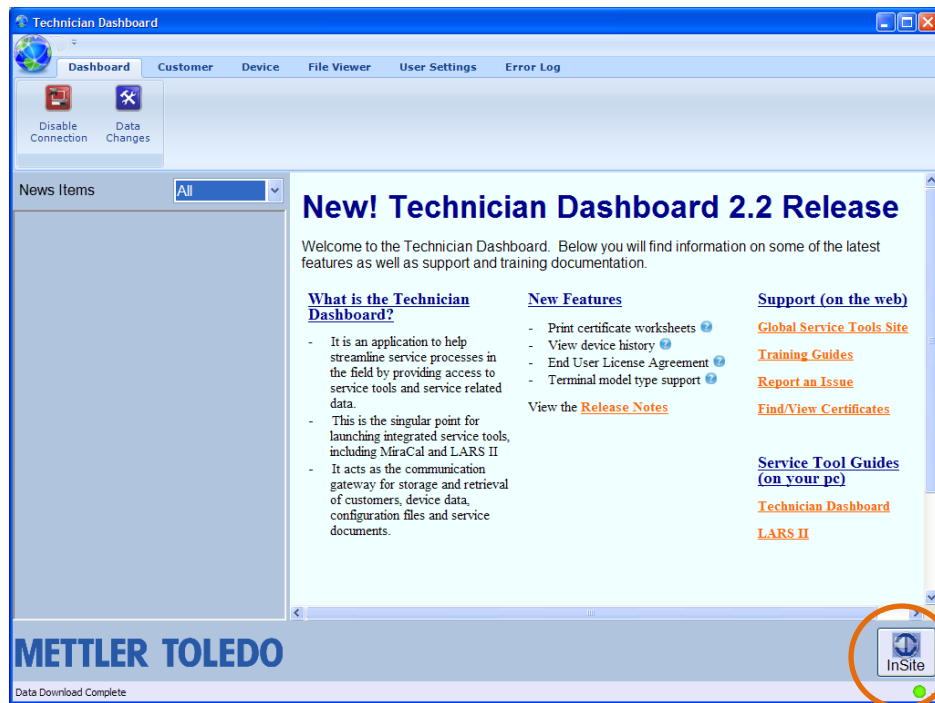 Technician Dashboard
Dashboard Customer Device File Viewer User Settings Error Log
Disable
Connection
Data
Changes
News Items All
New! Technician Dashboard 2.2 Release
Welcome to the Technician Dashboard. Below you will find information on some of the latest
features as well as support and training documentation.
What is the Technician
Dashboard?
- It is an application to help
streamline service processes in
the field by providing access to
service tools and service related
data.
- This is the singular point for
launching integrated service tools,
including MiraCal and LARS II
- It acts as the communication
gateway for storage and retrieval
of customers, device data,
configuration files and service
documents.
New Features
- Print certificate worksheets
- View device history
- End User License Agreement
- Terminal model type support
View the Release Notes
Support (on the web)
Global Service Tools Site
Training Guides
Report an Issue
Find/View Certificates
Service Tool Guides
(on your pc)
Technician Dashboard
LARS II
METTLER TOLEDO
InSite
Data Download Complete